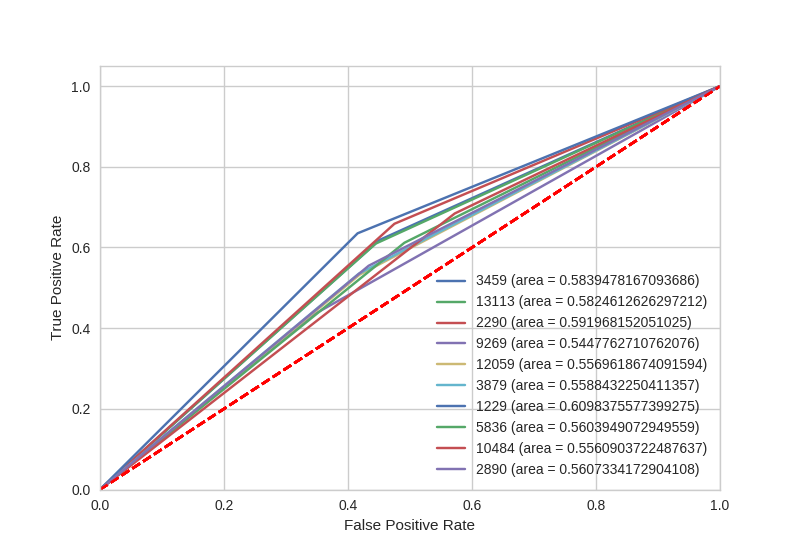 1.0
0.8
0.6
0.4
0.2
0.0
True Positive Rate
3459 (area = 0.5839478167093686)
13113 (area = 0.5824612626297212)
2290 (area = 0.591968152051025)
9269 (area = 0.5447762710762076)
12059 (area = 0.5569618674091594)
3879 (area = 0.5588432250411357)
1229 (area = 0.6098375577399275)
5836 (area = 0.5603949072949559)
10484 (area = 0.5560903722487637)
2890 (area = 0.5607334172904108)
0.0 0.2 0.4 0.6 0.8 1.0
False Positive Rate